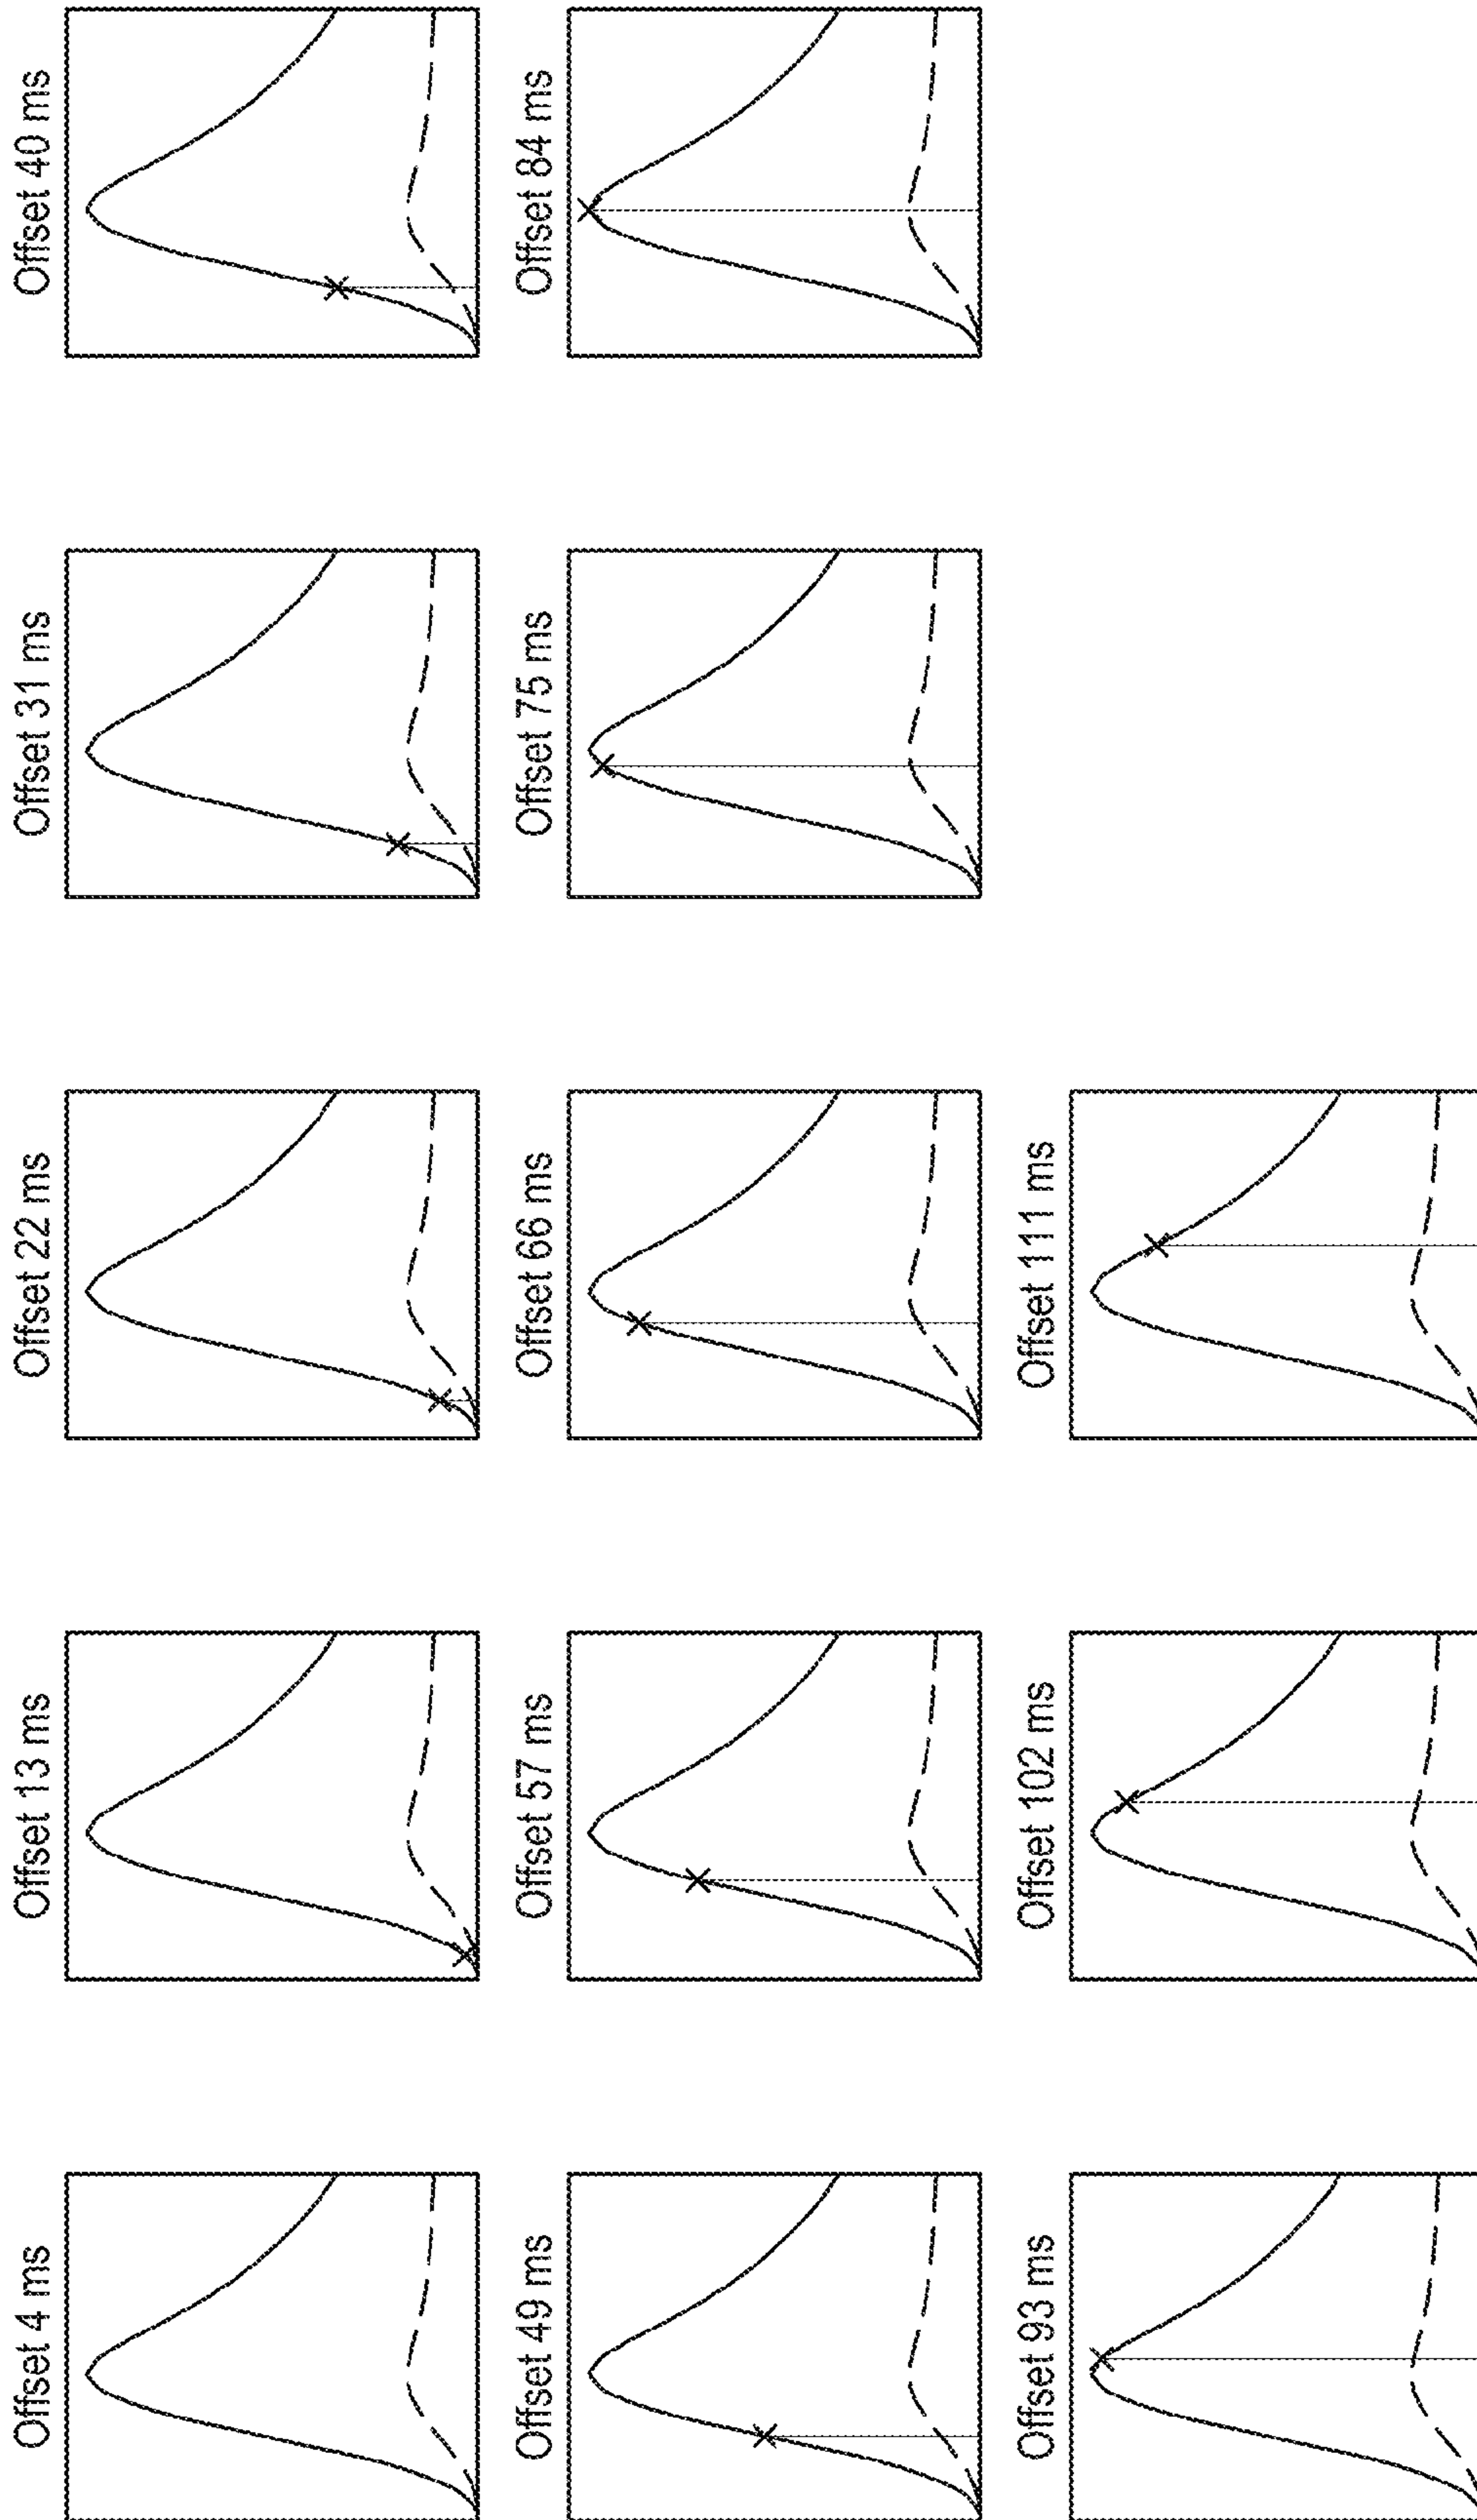 Offset 4 ms
Offset 13 ms
Offset 22 ms
Offset 31 ms
Offset 40 ms
Offset 49 ms
Offset 57 ms
Offset 66 ms
Offset 75 ms
Offset 84 ms
Offset 93 ms
Offset 102 ms
Offset 111 ms